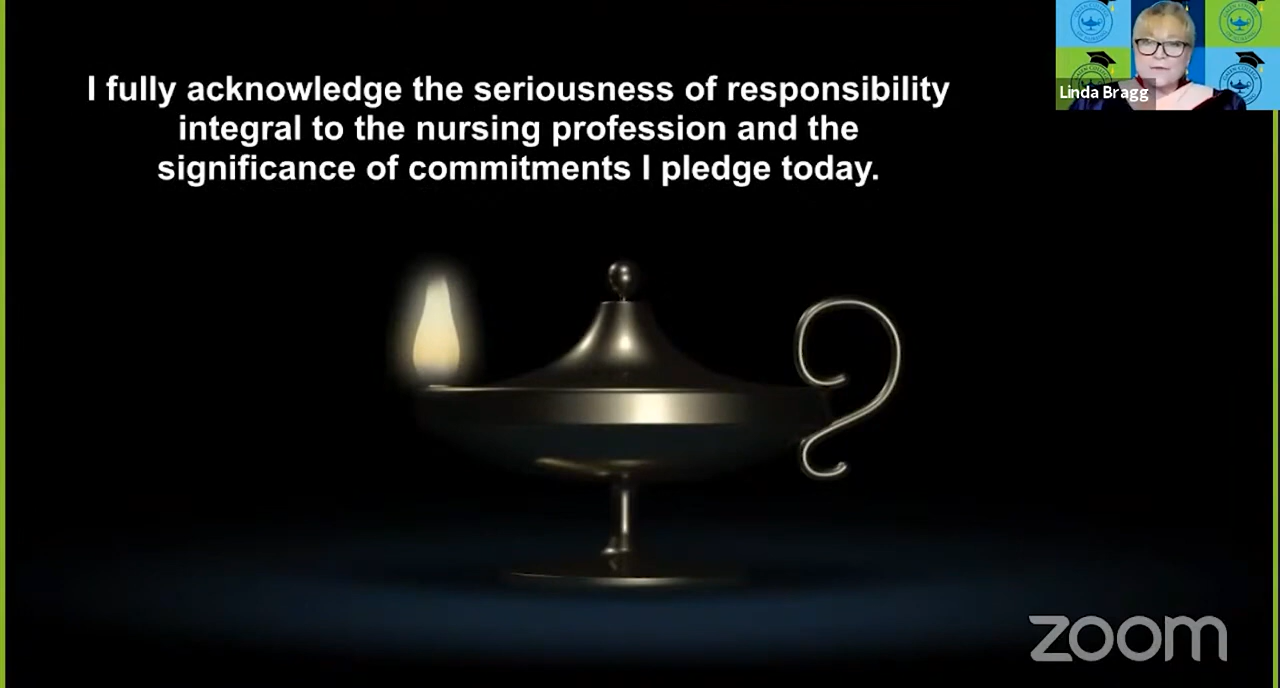 I fully acknowledge the seriousness of responsibility
integral to the nursing profession and the
significance of commitments I pledge today.
Linda Bragg
zoom